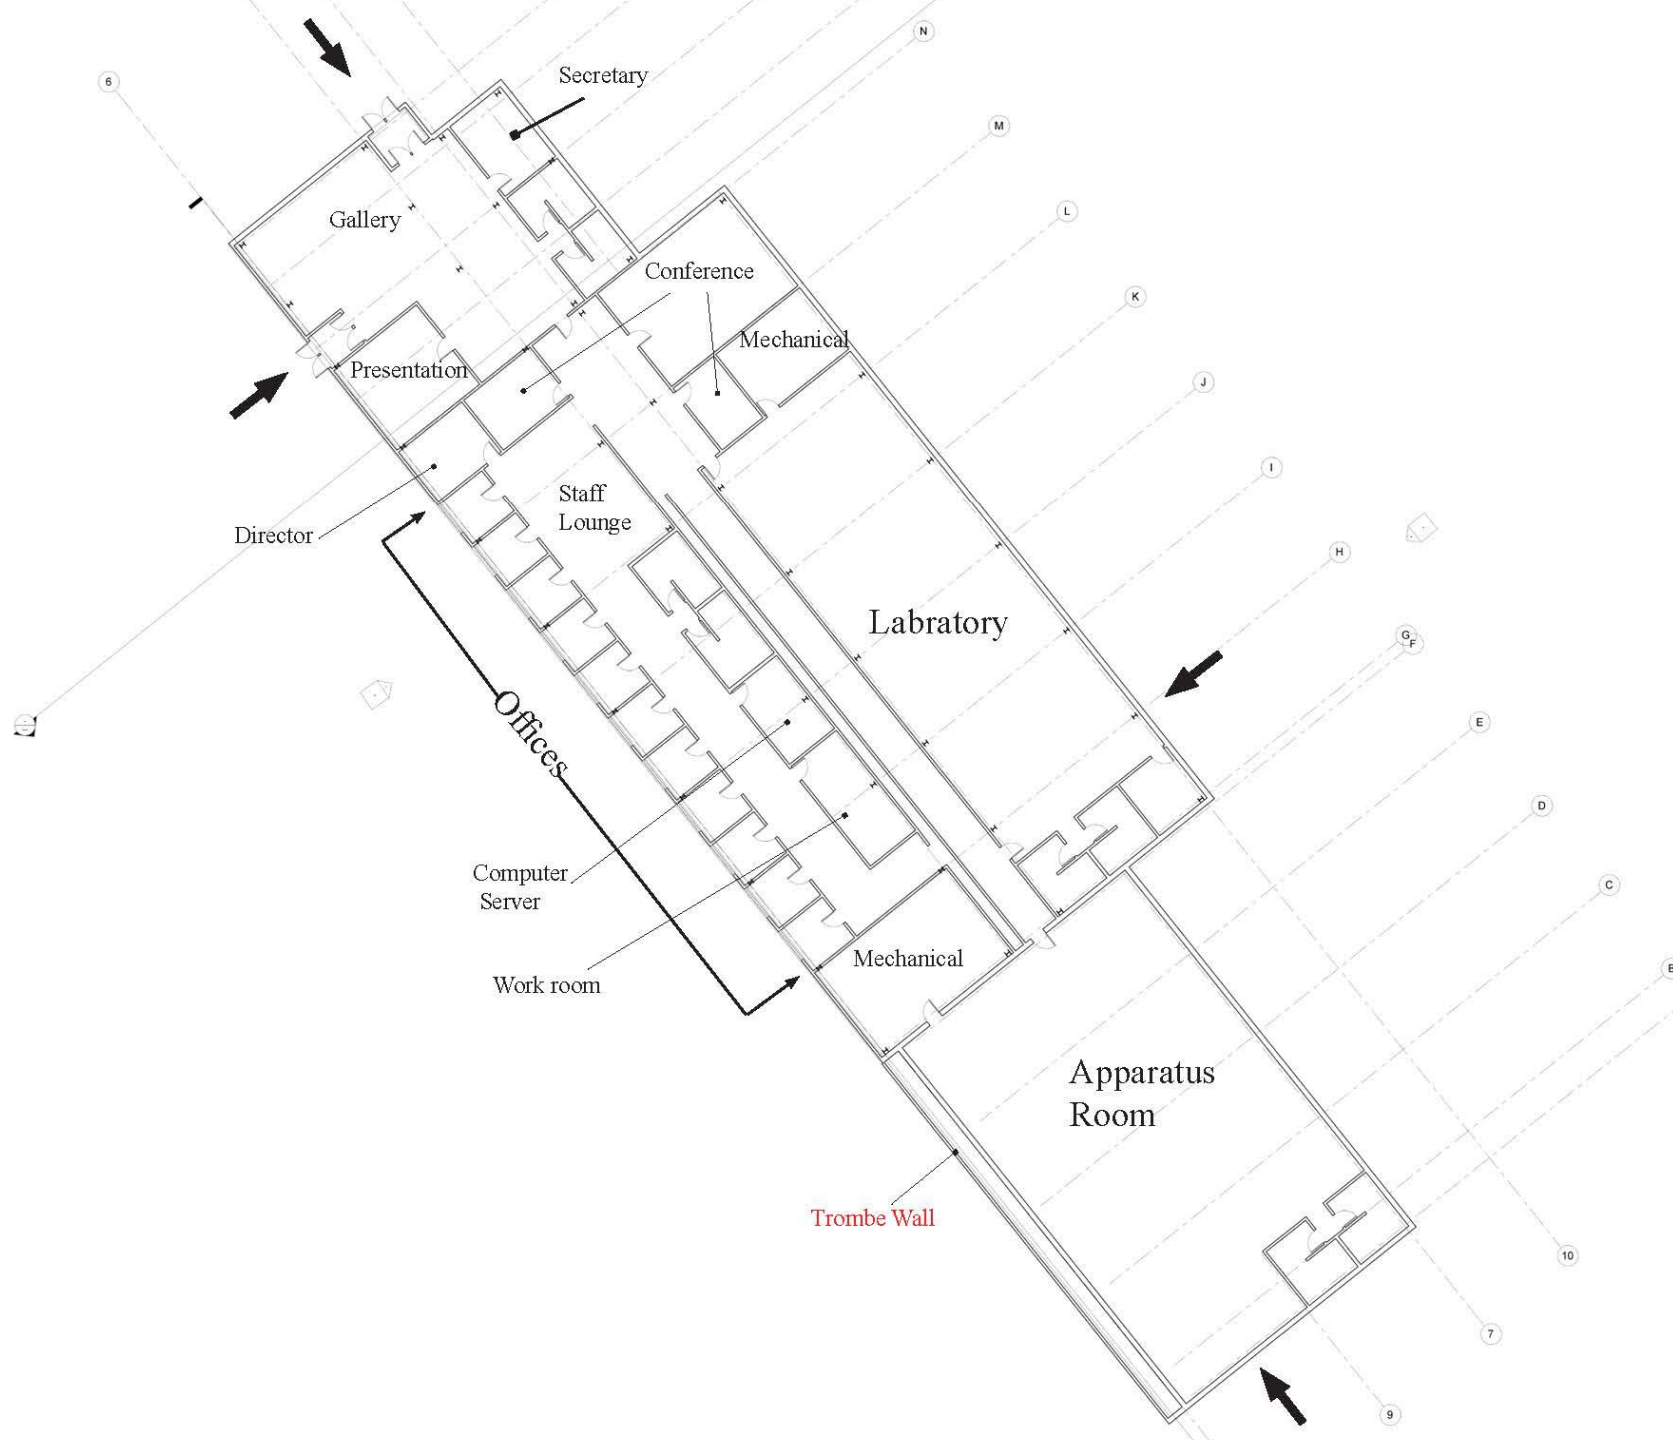 N
Secretary
6
M
L
Gallery
Conference
K
Mechanical
Presentation
J
I
Staff
Lounge
Director
H
Labratory
G
F
Offices
E
D
Computer
Server
C
Mechanical
B
Work room
Apparatus
Room
Trombe Wall
10
7
9